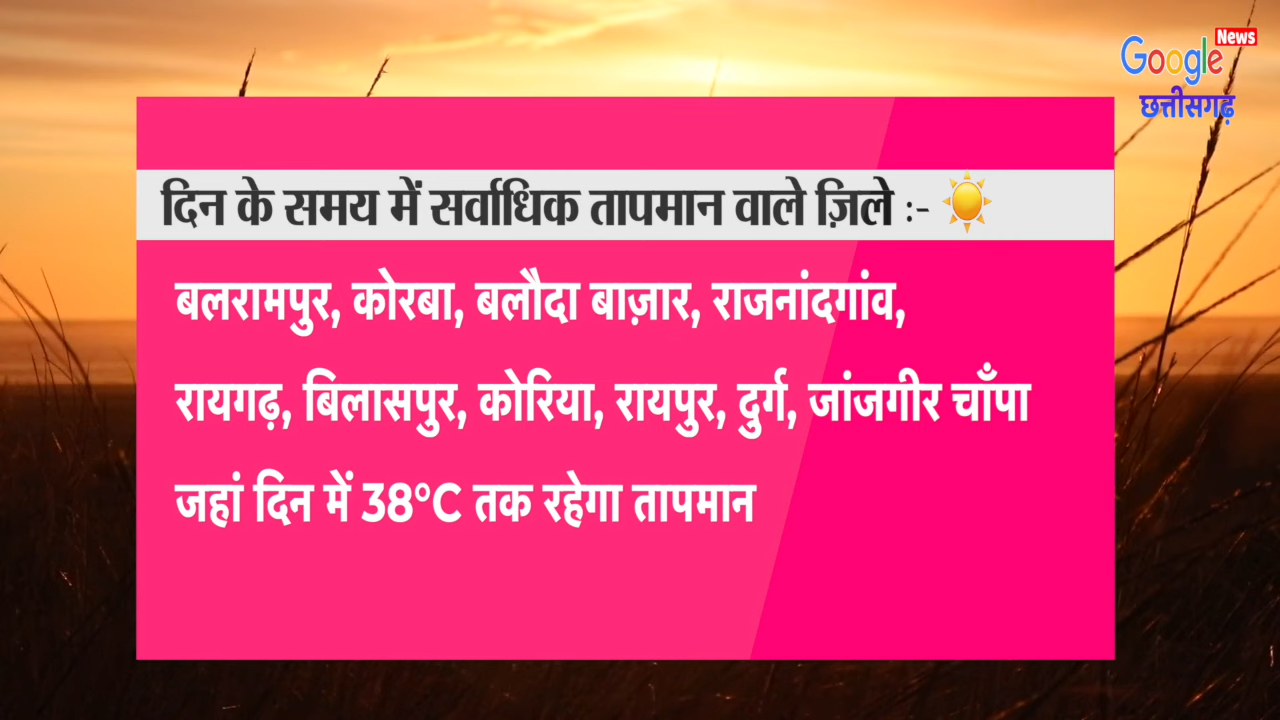 Google News
छत्तीसगढ़
दिन के समय में सर्वाधिक तापमान वाले ज़िले :-
बलरामपुर, कोरबा, बलौदा बाज़ार, राजनांदगांव,
रायगढ़, बिलासपुर, कोरिया, रायपुर, दुर्ग, जांजगीर चाँपा
जहां दिन में 38°C तक रहेगा तापमान